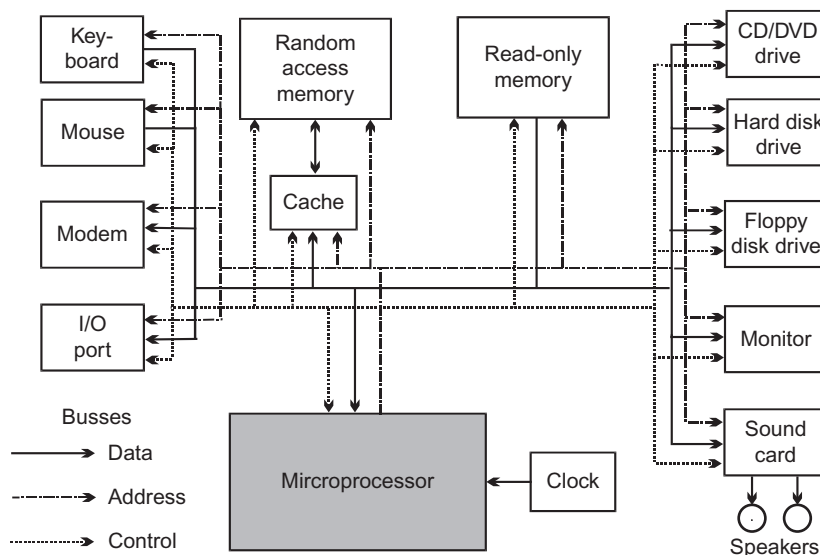 Key-
board
Mouse
Modem
I/O
port
Random
access
memory
Cache
Read-only
memory
CD/DVD
drive
Hard disk
drive
Floppy
disk drive
Monitor
Sound
card
Speakers
Mircroprocessor
Clock
Busses
Data
Address
Control